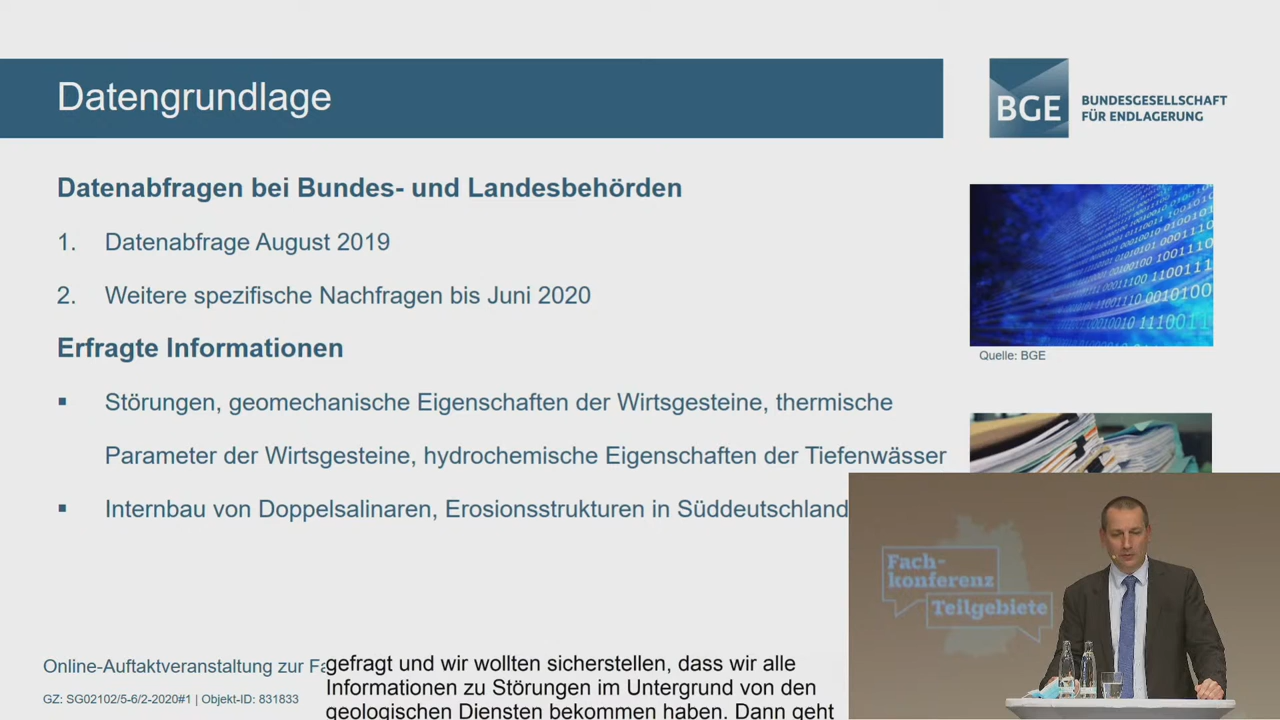 Datengrundlage
BGE
BUNDESGESELLSCHAFT
FÜR ENDLAGERUNG
Datenabfragen bei Bundes- und Landesbehörden
1. Datenabfrage August 2019
2. Weitere spezifische Nachfragen bis Juni 2020
Erfragte Informationen
▪ Störungen, geomechanische Eigenschaften der Wirtsgesteine, thermische
Parameter der Wirtsgesteine, hydrochemische Eigenschaften der Tiefenwässer
▪ Internbau von Doppelsalinaren, Erosionsstrukturen in Süddeutschland
Quelle: BGE
Fach-
konferenz
Teilgebiete
Online-Auftaktveranstaltung zur
GZ: SG02102/5-6/2-2020#1 | Objekt-ID: 831833
gefragt und wir wollten sicherstellen, dass wir alle
Informationen zu Störungen im Untergrund von den
geologischen Diensten bekommen haben. Dann geht